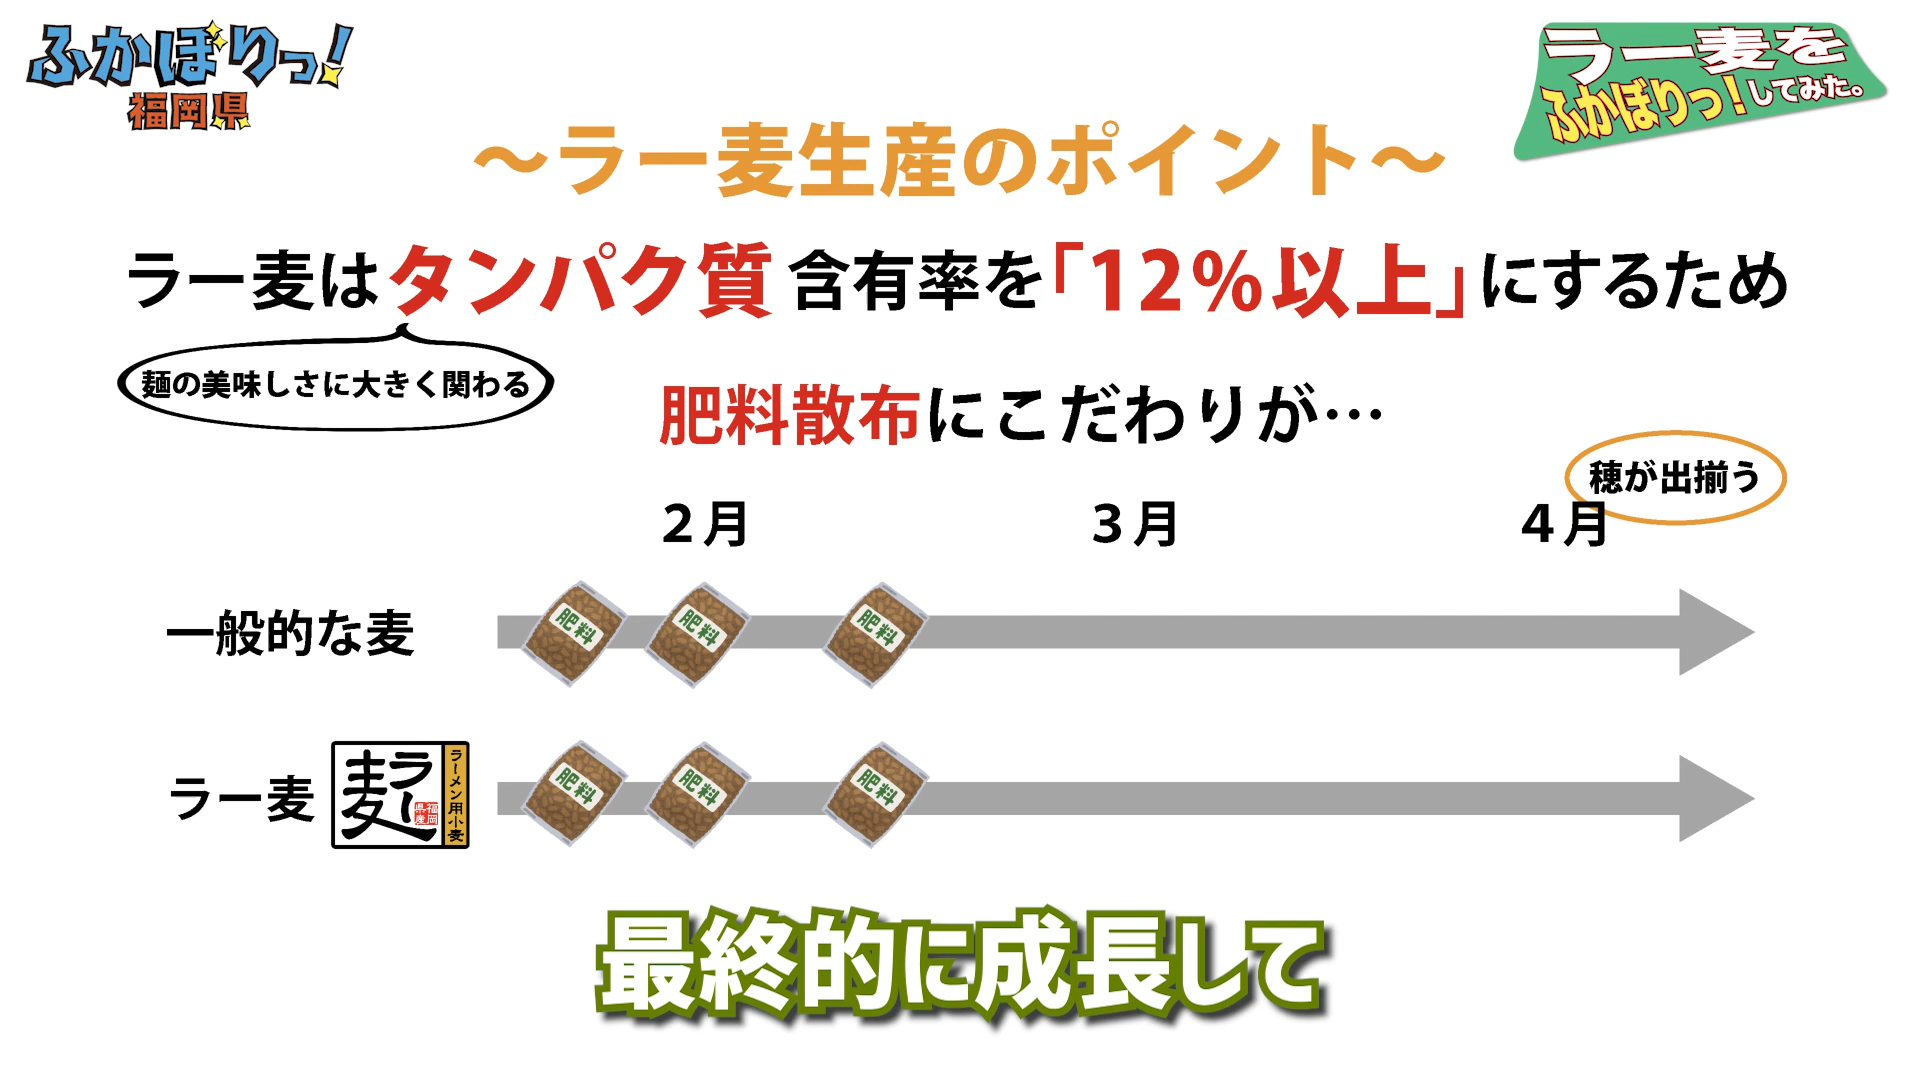 ふかぼりっ!
福岡県
ラー麦を
ふかぼりっ!してみた。
〜ラー麦生産のポイント〜
ラー麦はタンパク質含有率を「12%以上」にするため
麺の美味しさに大きく関わる
肥料散布にこだわりが…
穂が出揃う
2月 3月 4月
一般的な麦
肥料 肥料 肥料
ラー麦
ラー麦
福岡県産
ラーメン用小麦
肥料 肥料 肥料
最終的に成長して